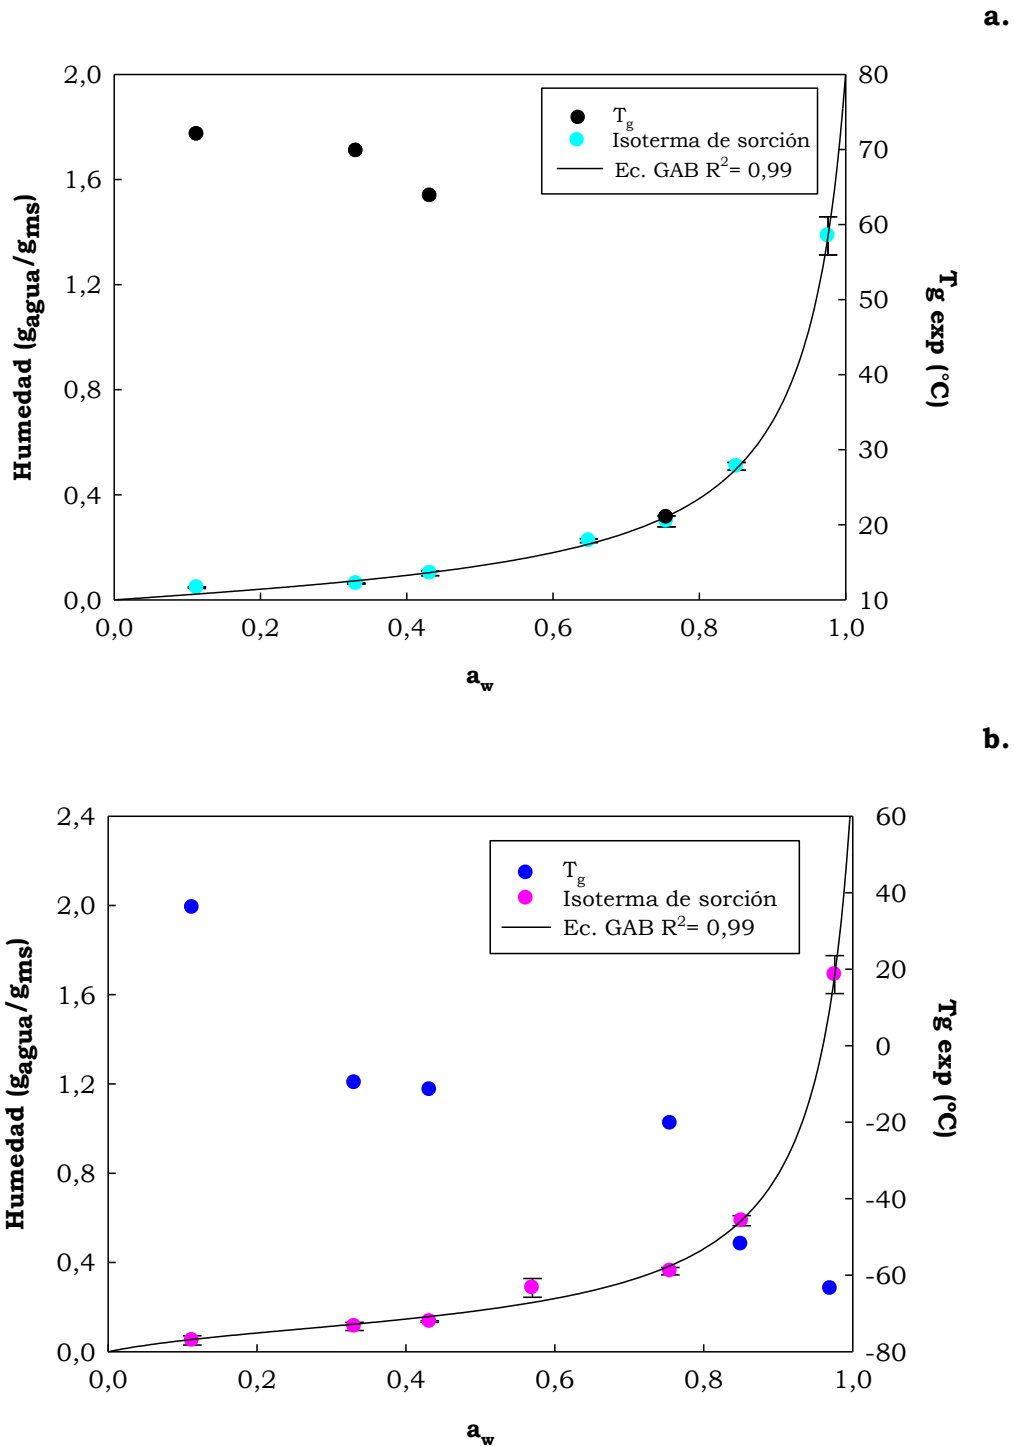 a.
2,0
1,6
1,2
0,8
0,4
0,0
Humedad (gagua/gms)
80
70
60
50
40
30
20
10
Tg exp (°C)
Tg
Isoterma de sorción
Ec. GAB R2= 0,99
0,0 0,2 0,4 0,6 0,8 1,0
aw
b.
2,4
2,0
1,6
1,2
0,8
0,4
0,0
Humedad (gagua/gms)
60
40
20
0
-20
-40
-60
-80
Tg exp (°C)
Tg
Isoterma de sorción
Ec. GAB R2= 0,99
0,0 0,2 0,4 0,6 0,8 1,0
aw